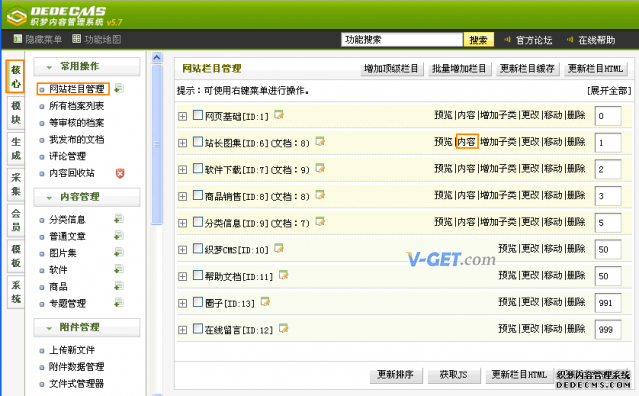 DEDECMS
织梦内容管理系统 v5.7
隐藏菜单 功能地图 功能搜索 搜索 官方论坛 在线帮助
核心
模块
生成
采集
会员
模板
系统
常用操作
网站栏目管理
所有档案列表
等审核的档案
我发布的文档
评论管理
内容回收站
内容管理
分类信息
普通文章
图片集
软件
商品
专题管理
附件管理
上传新文件
附件数据管理
文件式管理器
网站栏目管理 增加顶级栏目 批量增加栏目 更新栏目缓存 更新栏目HTML
提示：可使用右键菜单进行操作。 [展开全部]
网页基础[ID:1] 预览|内容|增加子类|更改|移动|删除 0
站长图集[ID:6](文档：8) 预览|内容|增加子类|更改|移动|删除 1
软件下载[ID:7](文档：9) 预览|内容|增加子类|更改|移动|删除 2
商品销售[ID:8](文档：2) 预览|内容|增加子类|更改|移动|删除 3
分类信息[ID:9](文档：7) 预览|内容|增加子类|更改|移动|删除 5
织梦CMS[ID:10] 预览|更改|移动|删除 50
V-GET.com
帮助文档[ID:11] 预览|更改|移动|删除 50
圈子[ID:13] 预览|更改|移动|删除 991
在线留言[ID:12] 预览|更改|移动|删除 999
更新排序 获取JS 更新栏目HTML 织梦内容管理系统
DEDECMS.COM